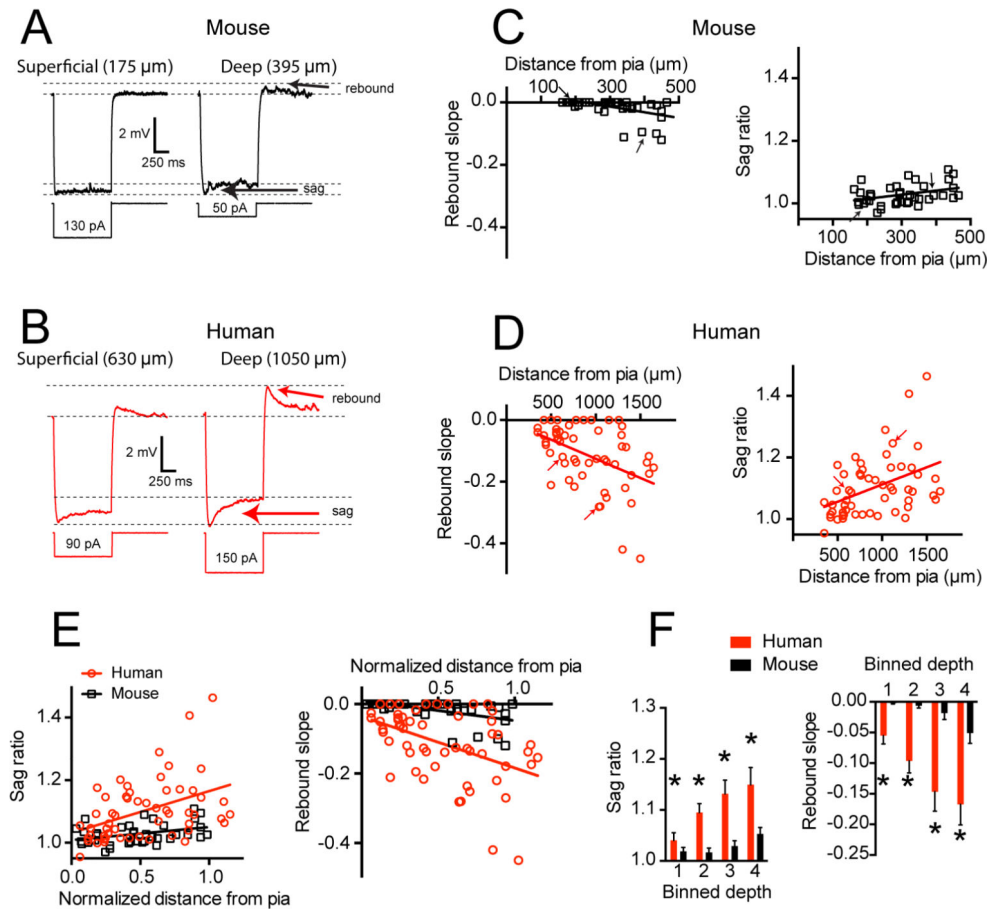 A
Mouse
Superficial (175 µm)
Deep (395 µm)
rebound
2 mV
250 ms
sag
130 pA
50 pA
C
Mouse
Distance from pia (µm)
100 300 500
0.0
-0.2
-0.4
Rebound slope
1.4
1.2
1.0
Sag ratio
100 300 500
Distance from pia (µm)
B
Human
Superficial (630 µm)
Deep (1050 µm)
rebound
2 mV
250 ms
sag
90 pA
150 pA
D
Human
Distance from pia (µm)
500 1000 1500
0.0
-0.2
-0.4
Rebound slope
1.4
1.2
1.0
Sag ratio
500 1000 1500
Distance from pia (µm)
E
Human
Mouse
1.4
1.2
1.0
Sag ratio
0.0 0.5 1.0
Normalized distance from pia
Normalized distance from pia
0.5 1.0
-0.0
-0.2
-0.4
Rebound slope
F
Human
Mouse
1.3
1.2
1.1
1.0
Sag ratio
* * * *
1 2 3 4
Binned depth
Binned depth
1 2 3 4
0.00
-0.05
-0.10
-0.15
-0.20
-0.25
Rebound slope
* * * *